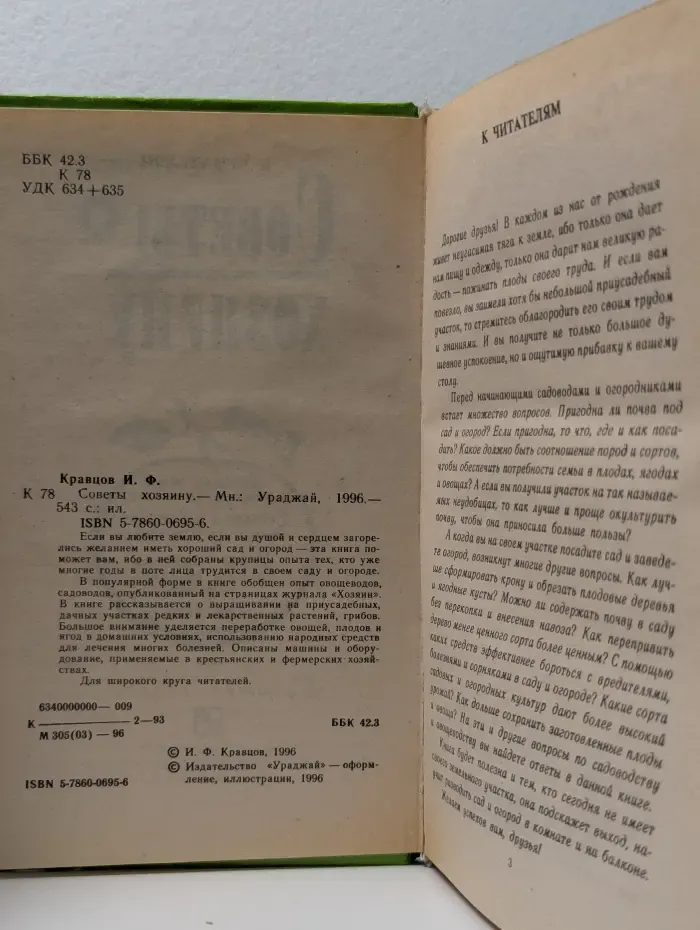 ББК 42.3
К 78
УДК 634+635
Кравцов И. Ф.
К 78 Советы хозяину.— Мн.: Ураджай, 1996.—
543 с.: ил.
ISBN 5-7860-0695-6.
Если вы любите землю, если вы душой и сердцем загоре-
лись желанием иметь хороший сад и огород — эта книга по-
может вам, ибо в ней собраны крупицы опыта тех, кто уже
многие годы в поте лица трудится в своем саду и огороде.
В популярной форме в книге обобщен опыт овощеводов,
садоводов, опубликованный на страницах журнала «Хозяин».
В книге рассказывается о выращивании на приусадебных,
дачных участках редких и лекарственных растений, грибов.
Большое внимание уделяется переработке овощей, плодов и
ягод в домашних условиях, использованию народных средств
для лечения многих болезней. Описаны машины и обору-
дование, применяемые в крестьянских и фермерских хозяй-
ствах.
Для широкого круга читателей.
6340000000— 009
К ———— 2—93
М 305(03) — 96
ББК 42.3
© И. Ф. Кравцов, 1996
© Издательство «Ураджай» — оформ-
ление, иллюстрации, 1996
ISBN 5-7860-0695-6
К ЧИТАТЕЛЯМ
Дорогие друзья! В каждом из нас от рождения
живет неугасимая тяга к земле, ибо только она дает
нам пищу и одежду, только она дарит нам великую ра-
дость — пожинать плоды своего труда. И если вам
повезло, вы заимели хотя бы небольшой приусадебный
участок, то стремитесь облагородить его своим трудом
и знаниями. И вы получите не только большое ду-
шевное успокоение, но и ощутимую прибавку к вашему
столу.
Перед начинающими садоводами и огородниками
встает множество вопросов. Пригодна ли почва под
сад и огород? Если пригодна, то что, где и как поса-
дить? Какое должно быть соотношение пород и сортов,
чтобы обеспечить потребности семьи в плодах, ягодах
и овощах? А если вы получили участок на так называе-
мых неудобицах, то как лучше и проще окультурить
почву, чтобы она приносила больше пользы?
А когда вы на своем участке посадите сад и заведе-
те огород, возникнут многие другие вопросы. Как луч-
ше сформировать крону и обрезать плодовые деревья
и ягодные кусты? Можно ли содержать почву в саду
без перекопки и внесения навоза? Как перепривить
дерево менее ценного сорта более ценным? С помощью
каких средств эффективнее бороться с вредителями,
болезнями и сорняками в саду и огороде? Какие сорта
садовых и огородных культур дают более высокий
урожай? Как дольше сохранить заготовленные плоды
и овощи? На эти и другие вопросы по садоводству
и овощеводству вы найдете ответы в данной книге.
Книга будет полезна и тем, кто сегодня не имеет
своего земельного участка, она подскажет выход, на-
учит разводить сад и огород в комнате и на балконе.
Желаем успехов вам, друзья!
3